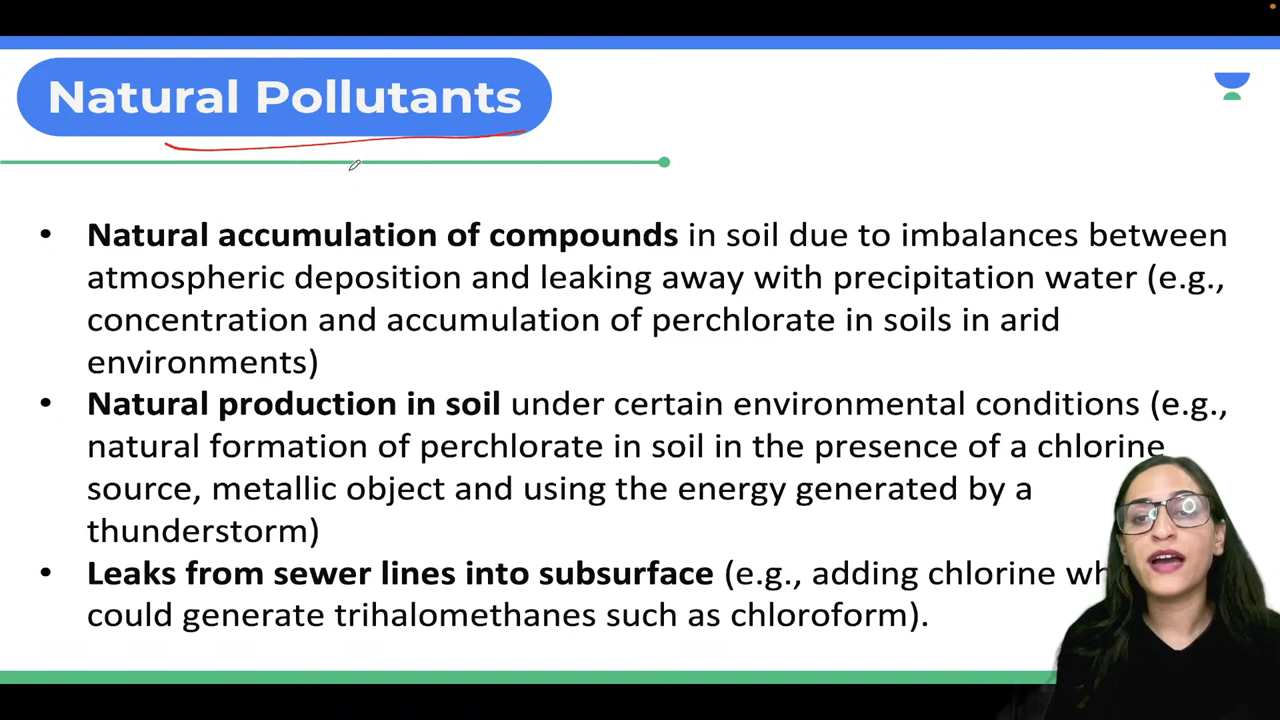 Natural Pollutants
• Natural accumulation of compounds in soil due to imbalances between
atmospheric deposition and leaking away with precipitation water (e.g.,
concentration and accumulation of perchlorate in soils in arid
environments)
• Natural production in soil under certain environmental conditions (e.g.,
natural formation of perchlorate in soil in the presence of a chlorine
source, metallic object and using the energy generated by a
thunderstorm)
• Leaks from sewer lines into subsurface (e.g., adding chlorine
could generate trihalomethanes such as chloroform).